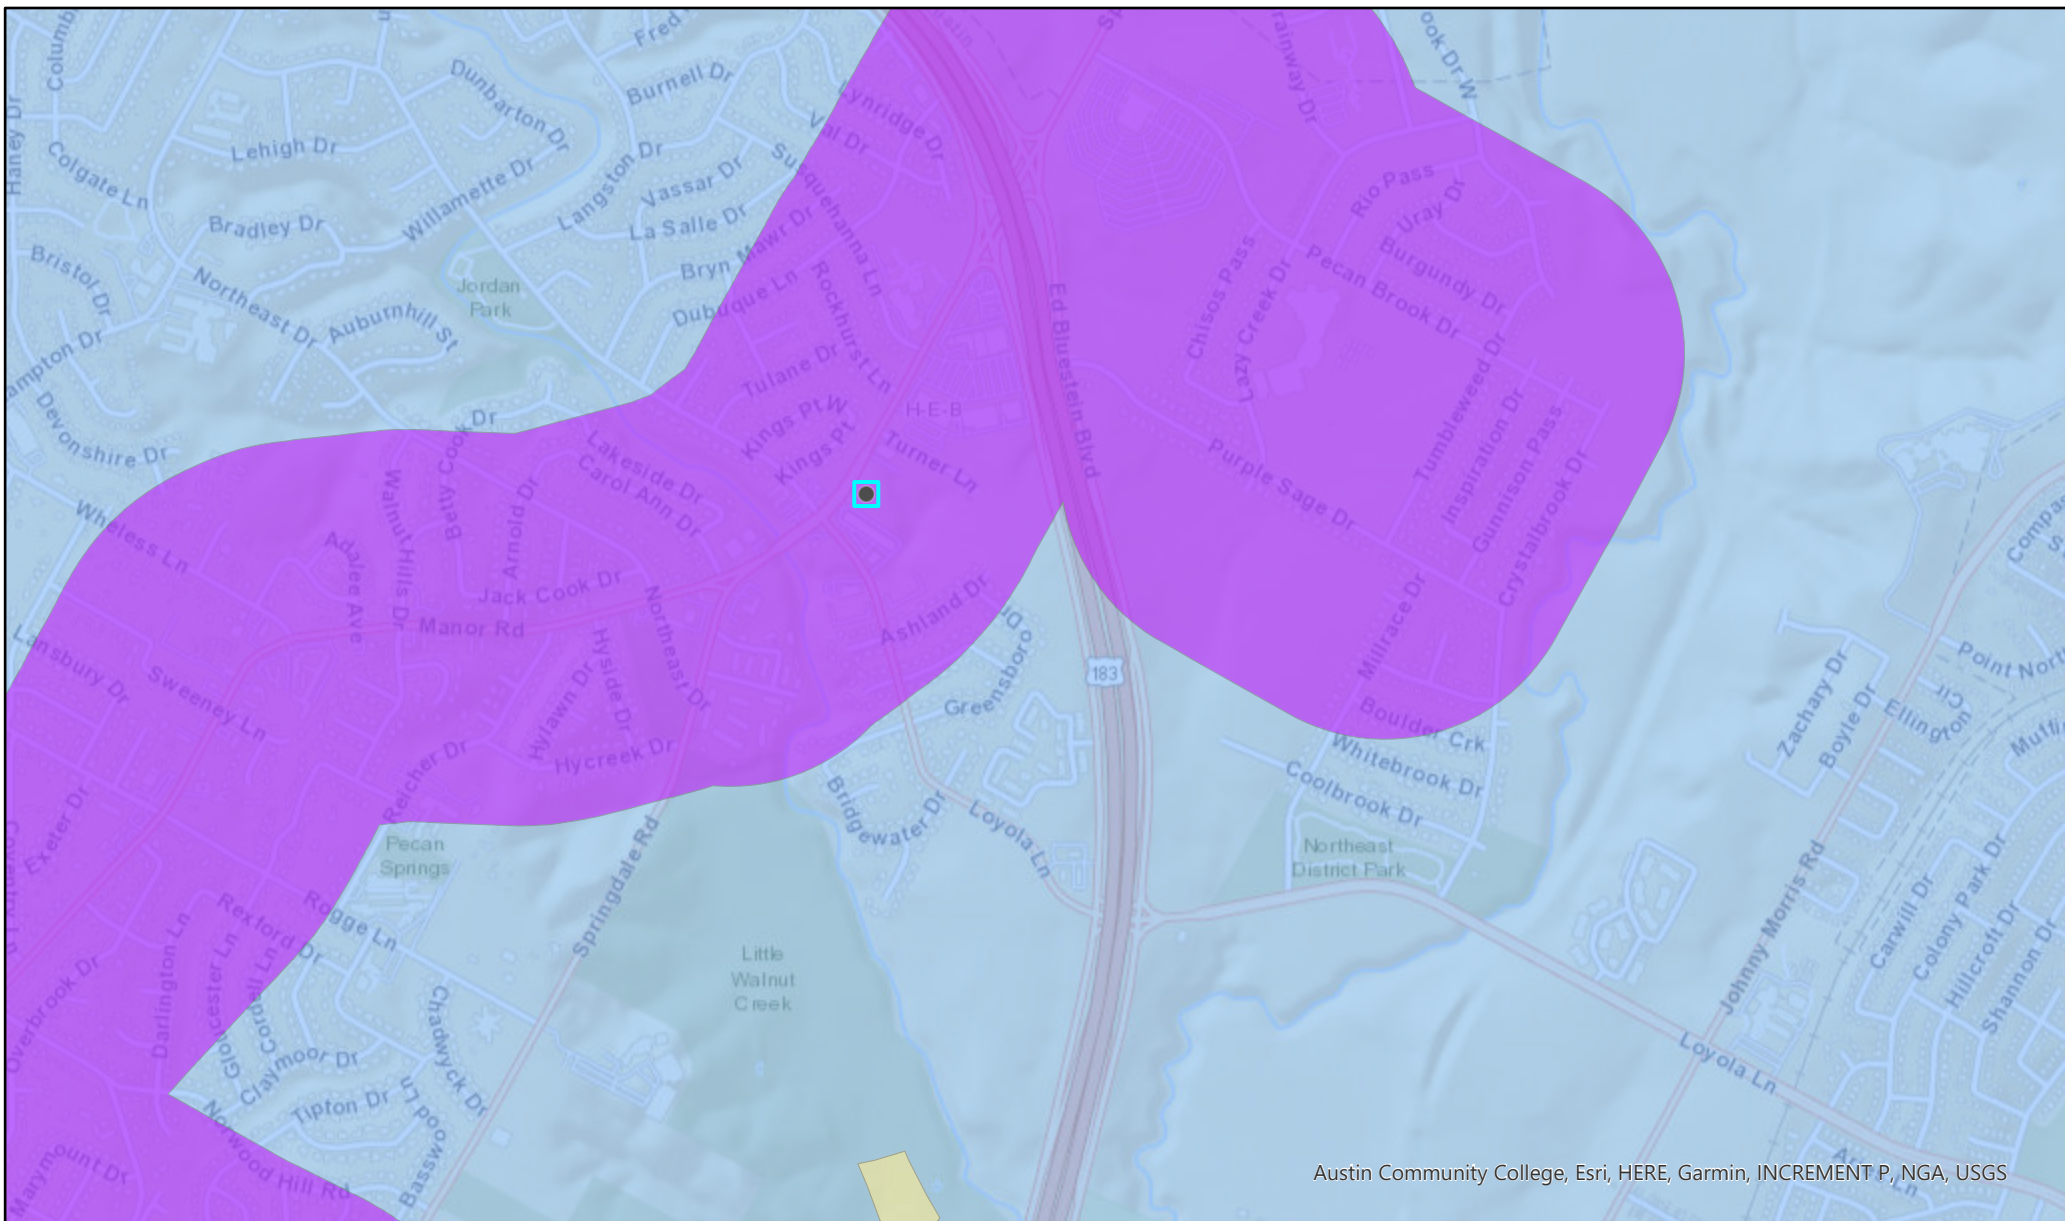 Fred
Burnell Dr
Dunbarton Dr
Haney Dr
Lehigh Dr
Colgate Ln
Willamette Dr
Langston Dr
Vassar Dr
La Salle Dr
Lynridge Dr
Val Dr
Susquehanna Ln
Bradley Dr
Bristol Dr
Bryn Mawr Dr
Dubuque Ln
Rockhurst Ln
Rio Pass
Uray Dr
Burgundy Dr
Pecan Brook Dr
Chisos Pass
Lazy Creek Dr
Ed Bluestein Blvd
Jordan
Park
Northeast Dr
Auburnhill St
Devonshire Dr
Tulane Dr
Kings Pt W
Kings Pt
H-E-B
Turner Ln
Purple Sage Dr
Tumbleweed Dr
Inspiration Dr
Gunnison Pass
Crystalbrook Dr
Betty Cook Dr
Walnut Hills Dr
Arnold Dr
Lakeside Dr
Carol Ann Dr
Wheless Ln
Adalee Ave
Jack Cook Dr
Manor Rd
Northeast Dr
Ashland Dr
Greensboro Dr
183
Millrace Dr
Boulder Crk
Whitebrook Dr
Coolbrook Dr
Lansbury Dr
Sweeney Ln
Hyside Dr
Hylawn Dr
Hycreek Dr
Reicher Dr
Exeter Dr
Pecan
Springs
Springdale Rd
Bridgewater Dr
Loyola Ln
Northeast
District Park
Zachary Dr
Boyle Dr
Ellington Cir
Point North
Johnny Morris Rd
Carwill Dr
Colony Park Dr
Hillcroft Dr
Shannon Dr
Rogge Ln
Rexford Dr
Overbrook Dr
Darlington Ln
Gloucester Ln
Cordell Ln
Claymoor Dr
Chadwyck Dr
Tipton Dr
Basswood Ln
Norwood Hill Rd
Marymount Dr
Little
Walnut
Creek
Loyola Ln
Austin Community College, Esri, HERE, Garmin, INCREMENT P, NGA, USGS